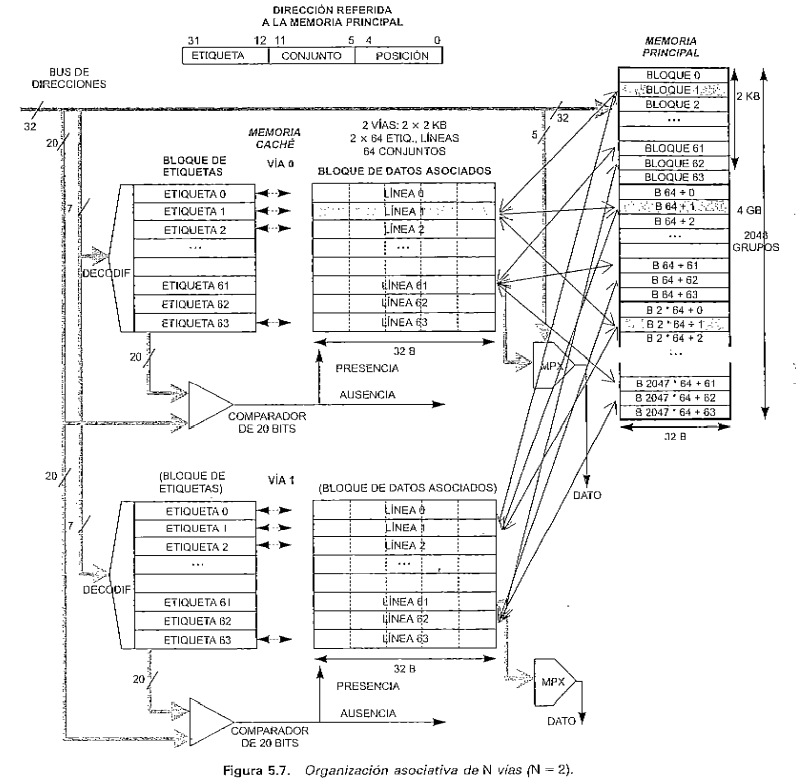 DIRECCIÓN REFERIDA
A LA MEMORIA PRINCIPAL
31 12 11 5 4 0
ETIQUETA CONJUNTO POSICIÓN
BUS DE
DIRECCIONES
32
20
7
32
5
MEMORIA
CACHÉ
2 VÍAS: 2 × 2 KB
2 × 64 ETIQ., LÍNEAS
64 CONJUNTOS
BLOQUE DE
ETIQUETAS
VÍA 0
BLOQUE DE DATOS ASOCIADOS
ETIQUETA 0
ETIQUETA 1
ETIQUETA 2
...
ETIQUETA 61
ETIQUETA 62
ETIQUETA 63
DECODIF
LÍNEA 0
LÍNEA 1
LÍNEA 2
...
LÍNEA 61
LÍNEA 62
LÍNEA 63
32 B
20
PRESENCIA
AUSENCIA
COMPARADOR
DE 20 BITS
MPX
DATO
MEMORIA
PRINCIPAL
BLOQUE 0
BLOQUE 1
BLOQUE 2
...
BLOQUE 61
BLOQUE 62
BLOQUE 63
B 64 + 0
B 64 + 1
B 64 + 2
...
B 64 + 61
B 64 + 62
B 64 + 63
B 2 * 64 + 0
B 2 * 64 + 1
B 2 * 64 + 2
...
B 2047 * 64 + 61
B 2047 * 64 + 62
B 2047 * 64 + 63
32 B
2 KB
4 GB
2048
GRUPOS
20
7
(BLOQUE DE
ETIQUETAS)
VÍA 1
(BLOQUE DE DATOS ASOCIADOS)
ETIQUETA 0
ETIQUETA 1
ETIQUETA 2
...
ETIQUETA 61
ETIQUETA 62
ETIQUETA 63
DECODIF
LÍNEA 0
LÍNEA 1
LÍNEA 2
...
LÍNEA 61
LÍNEA 62
LÍNEA 63
32 B
20
PRESENCIA
AUSENCIA
COMPARADOR
DE 20 BITS
MPX
DATO
Figura 5.7. Organización asociativa de N vías (N = 2).